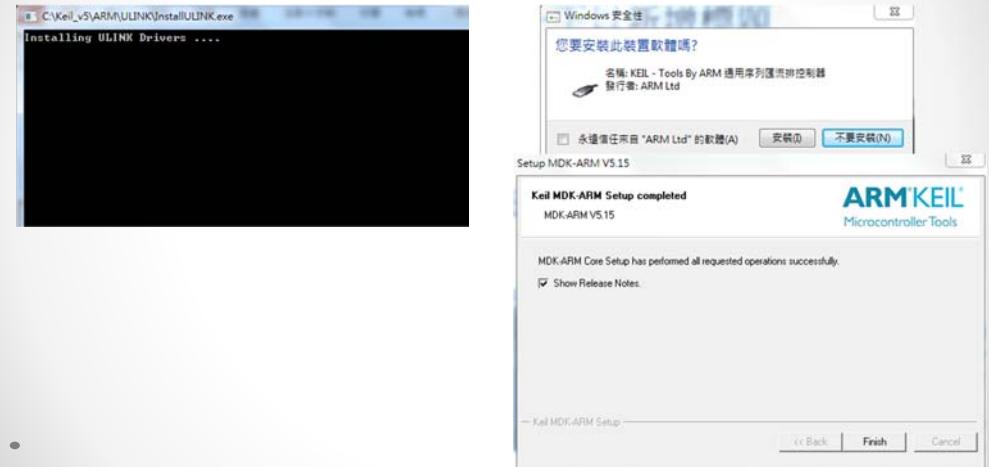 C:\Keil_v5\ARM\ULINK\InstallULINK.exe
Installing ULINK Drivers ....
Windows 安全性
您要安裝此裝置軟體嗎?
名稱: KEIL - Tools By ARM 通用序列匯流排控制器
發行者: ARM Ltd
永遠信任來自 "ARM Ltd" 的軟體(A)
安裝(I)
不要安裝(N)
Setup MDK-ARM V5.15
Keil MDK-ARM Setup completed
MDK-ARM V5.15
ARM KEIL
Microcontroller Tools
MDK-ARM Core Setup has performed all requested operations successfully.
Show Release Notes.
Keil MDK-ARM Setup
<< Back
Finish
Cancel